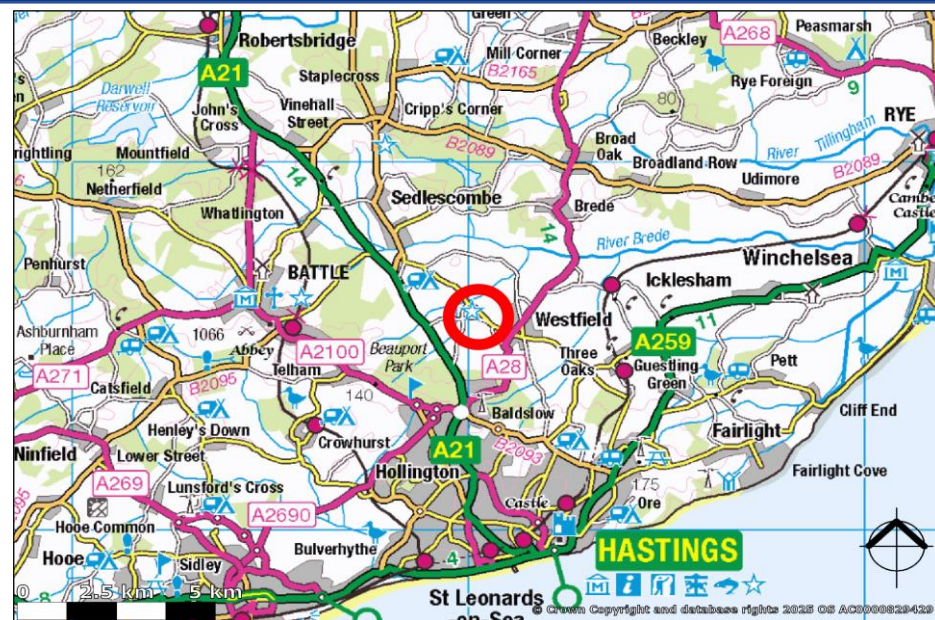 Green
Peasmarsh
Beckley
A268
Robertsbridge
Mill Corner
B2165
Rye Foreign
A21
Staplecross
9
Darwell
Reservoir
John's
Cross
Vinehall
Street
Cripp's Corner
80
RYE
River Tillingham
B2089
Broad
Oak
Mountfield
Broadland Row
B2089
162
Netherfield
14
Udimore
Sedlescombe
Brede
Camber
Castle
Whatlington
14
River Brede
Penhurst
BATTLE
Winchelsea
Icklesham
Ashburnham
Place
1066
Westfield
11
Abbey
A2100
Beauport
Park
A28
Three
Oaks
A259
Pett
A271
Catsfield
B2095
Telham
Guestling
Green
140
Baldslow
Cliff End
Henley's Down
Crowhurst
B2093
Fairlight
Ninfield
Lower Street
A21
Hollington
Fairlight Cove
A269
Lunsford's Cross
Castle
175
Ore
Hooe Common
A2690
HASTINGS
Hooe
Sidley
Bulverhythe
4
0 2.5 km 5 km
8
St Leonards
-on-Sea
© Crown Copyright and database rights 2025 OS AC0000829429